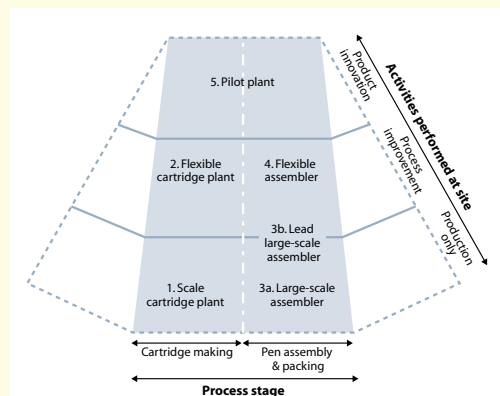 5. Pilot plant
2. Flexible
cartridge plant
4. Flexible
assembler
3b. Lead
large-scale
assembler
1. Scale
cartridge plant
3a. Large-scale
assembler
Product
innovation
Process
improvement
Production
only
Activities performed at site
Cartridge making
Pen assembly
& packing
Process stage